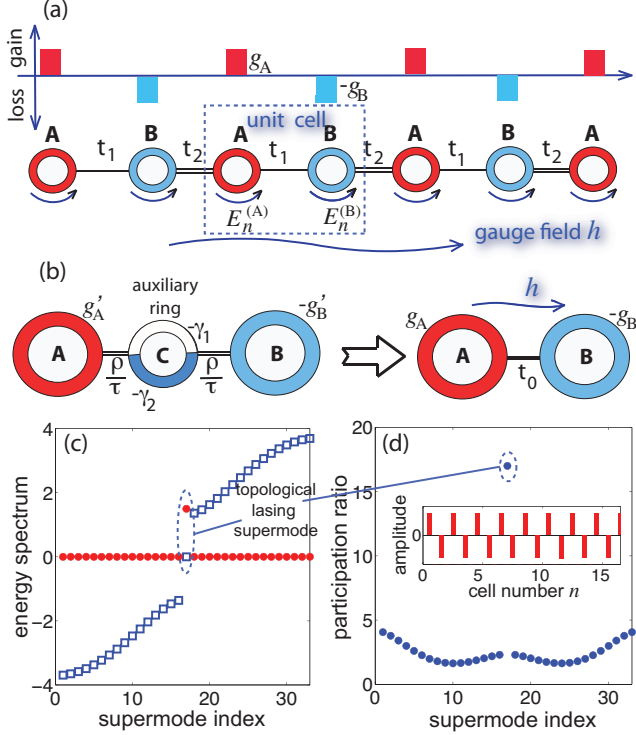 (a)
gain
loss
g_A
-g_B
unit cell
A B A B A B A
t_1 t_2 t_1 t_2 t_1 t_2
E_n^(A) E_n^(B)
gauge field h
(b)
g_A' auxiliary ring -g_B'
A -γ_1 C B
ρ/τ -γ_2 ρ/τ
h
g_A -g_B
A B
t_0
(c)
energy spectrum
4
2
0
−2
−4
0 10 20 30
supermode index
topological
lasing
supermode
(d)
participation ratio
20
15
10
5
0
0 10 20 30
supermode index
amplitude
0
0 5 10 15
cell number n